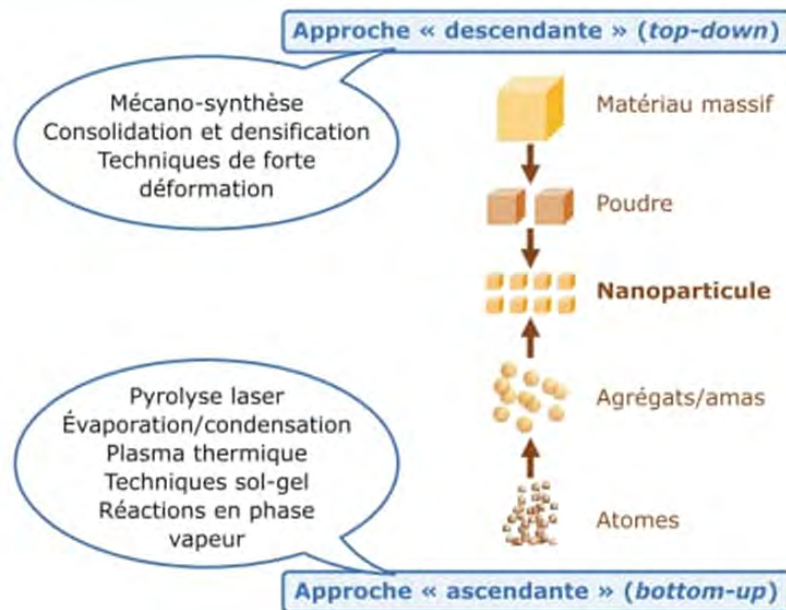 Approche « descendante » (top-down)
Mécano-synthèse
Consolidation et densification
Techniques de forte
déformation
Matériau massif
Poudre
Nanoparticule
Agrégats/amas
Atomes
Pyrolyse laser
Évaporation/condensation
Plasma thermique
Techniques sol-gel
Réactions en phase
vapeur
Approche « ascendante » (bottom-up)